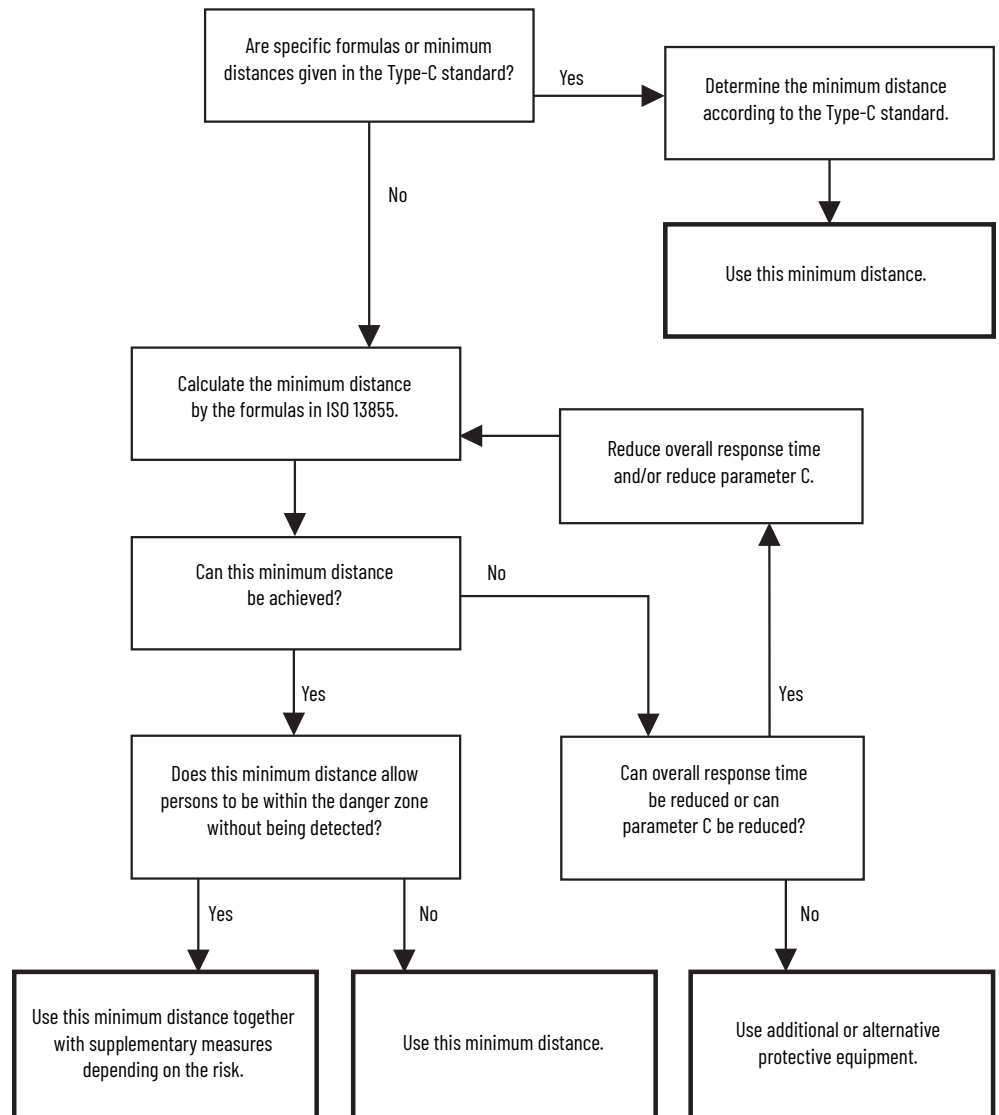 Are specific formulas or minimum
distances given in the Type-C standard?
Yes
Determine the minimum distance
according to the Type-C standard.
No
Use this minimum distance.
Calculate the minimum distance
by the formulas in ISO 13855.
Reduce overall response time
and/or reduce parameter C.
Can this minimum distance
be achieved?
No
Yes
Yes
Does this minimum distance allow
persons to be within the danger zone
without being detected?
Can overall response time
be reduced or can
parameter C be reduced?
Yes
No
No
Use this minimum distance together
with supplementary measures
depending on the risk.
Use this minimum distance.
Use additional or alternative
protective equipment.